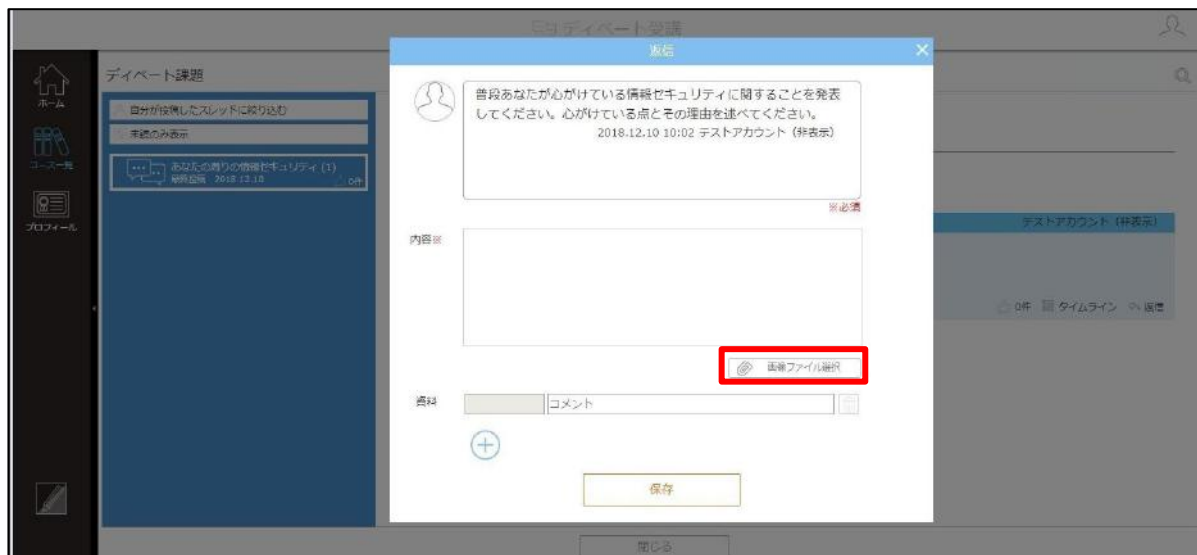 ディベート受講
返信
ホーム
コース一覧
プロフィール
ディベート課題
自分が投稿したスレッドに絞り込む
未読のみ表示
あなたの周りの情報セキュリティ (1)
最終投稿 2018.12.10
0件
普段あなたが心がけている情報セキュリティに関することを発表
してください。心がけている点とその理由を述べてください。
2018.12.10 10:02 テストアカウント（非表示）
※必須
内容※
画像ファイル選択
資料
コメント
保存
テストアカウント（非表示）
0件 タイムライン 返信
閉じる